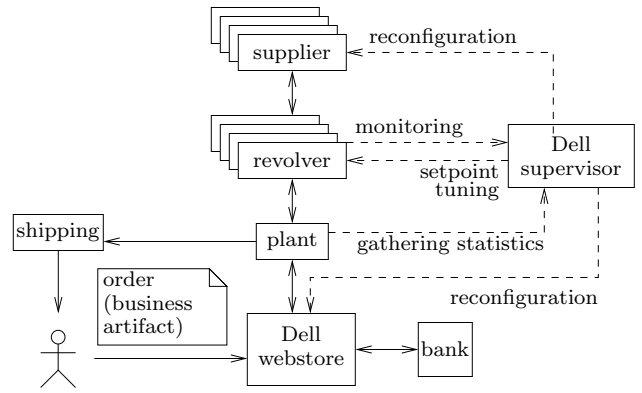 reconfiguration
supplier
monitoring
Dell
supervisor
revolver
setpoint
tuning
shipping
plant
gathering statistics
order
(business
artifact)
reconfiguration
Dell
webstore
bank